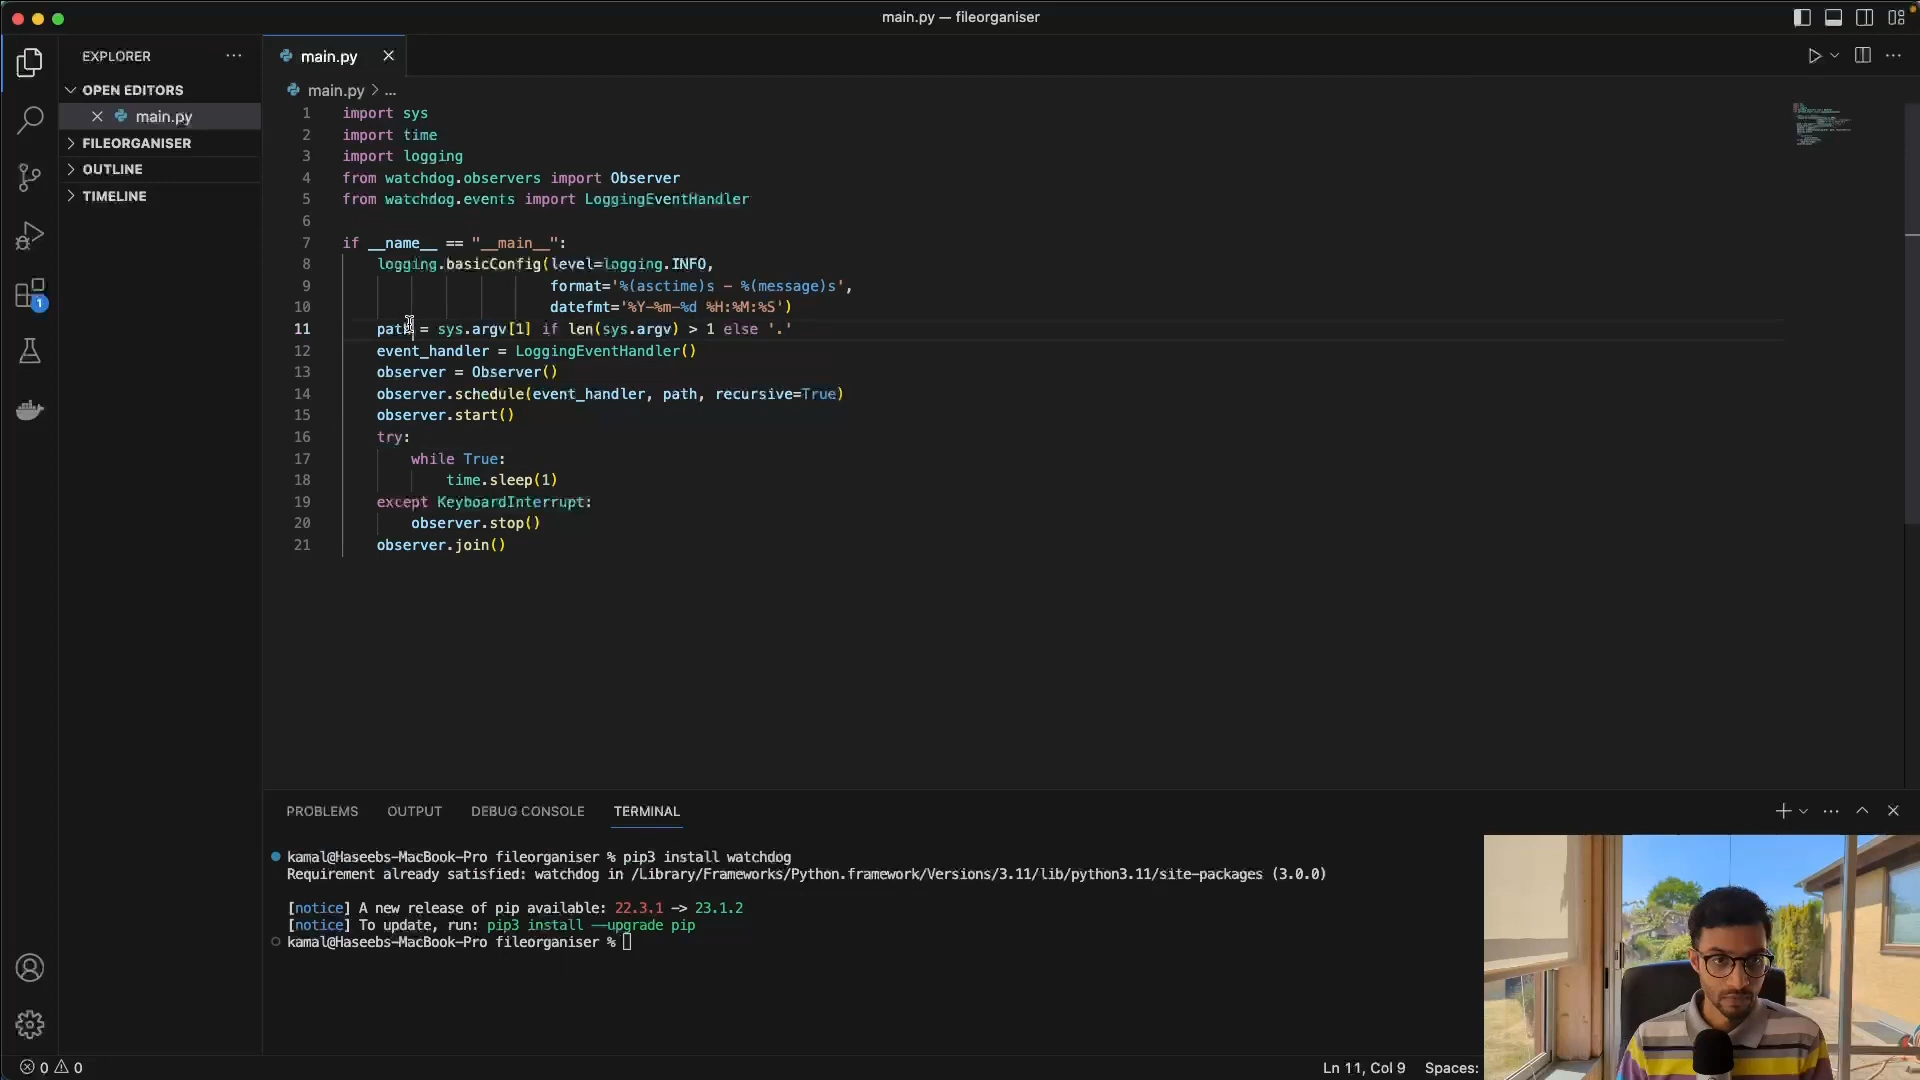 main.py — fileorganiser
EXPLORER
OPEN EDITORS
main.py
FILEORGANISER
OUTLINE
TIMELINE
1
main.py
main.py > ...
1 import sys
2 import time
3 import logging
4 from watchdog.observers import Observer
5 from watchdog.events import LoggingEventHandler
6
7 if __name__ == "__main__":
8 logging.basicConfig(level=logging.INFO,
9 format='%(asctime)s - %(message)s',
10 datefmt='%Y-%m-%d %H:%M:%S')
11 path = sys.argv[1] if len(sys.argv) > 1 else '.'
12 event_handler = LoggingEventHandler()
13 observer = Observer()
14 observer.schedule(event_handler, path, recursive=True)
15 observer.start()
16 try:
17 while True:
18 time.sleep(1)
19 except KeyboardInterrupt:
20 observer.stop()
21 observer.join()
PROBLEMS OUTPUT DEBUG CONSOLE TERMINAL
kamal@Haseebs-MacBook-Pro fileorganiser % pip3 install watchdog
Requirement already satisfied: watchdog in /Library/Frameworks/Python.framework/Versions/3.11/lib/python3.11/site-packages (3.0.0)
[notice] A new release of pip available: 22.3.1 -> 23.1.2
[notice] To update, run: pip3 install --upgrade pip
kamal@Haseebs-MacBook-Pro fileorganiser %
0 0
Ln 11, Col 9 Spaces: